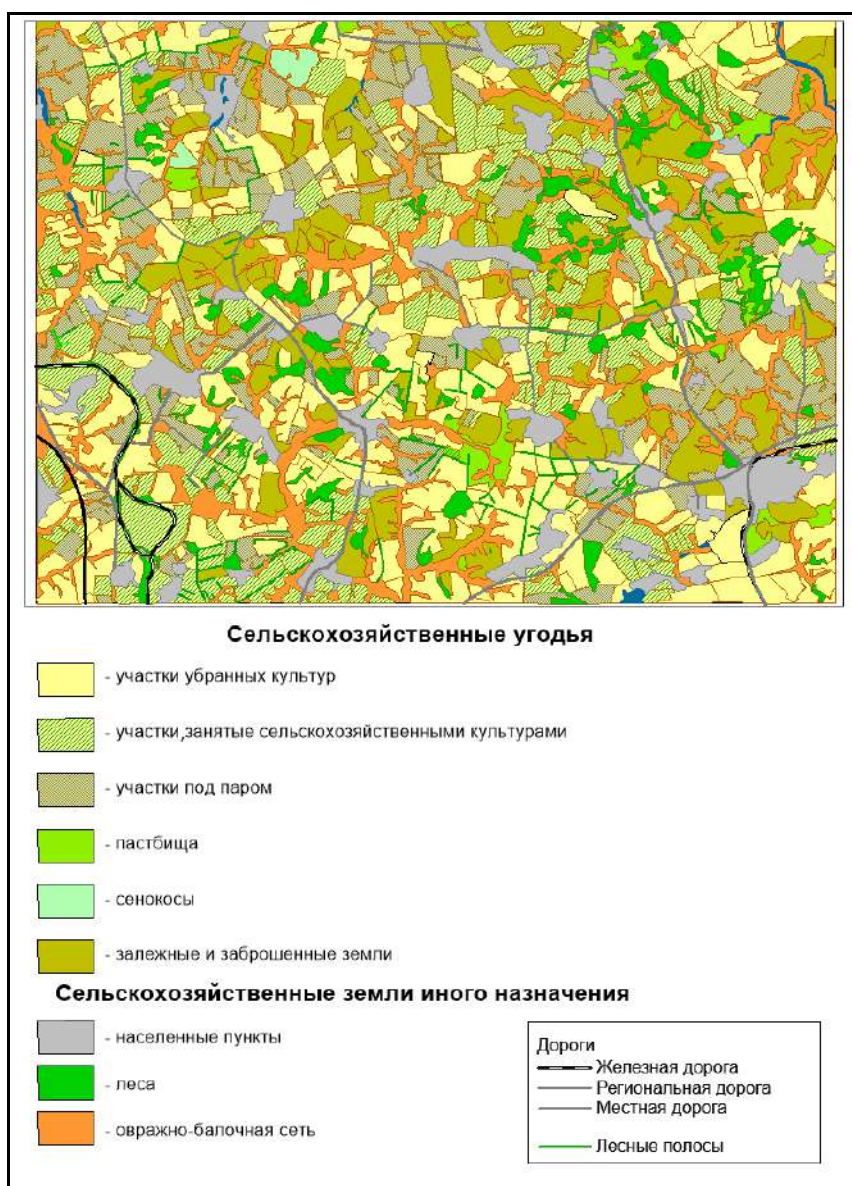 Сельскохозяйственные угодья
- участки убранных культур
- участки,занятые сельскохозяйственными культурами
- участки под паром
- пастбища
- сенокосы
- залежные и заброшенные земли
Сельскохозяйственные земли иного назначения
- населенные пункты
- леса
- овражно-балочная сеть
Дороги
Железная дорога
Региональная дорога
Местная дорога
Лесные полосы